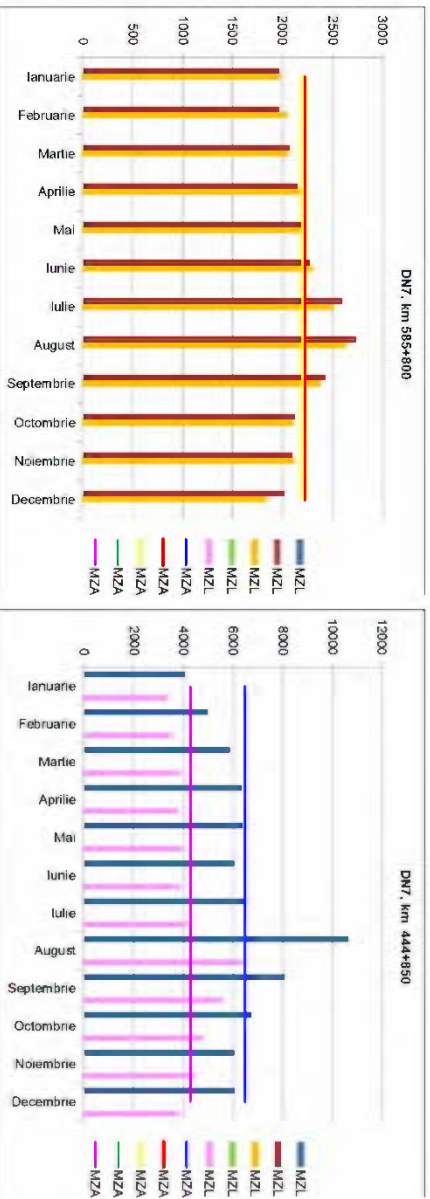 DN7, km 585+800
3000
2500
2000
1500
1000
500
0
Ianuarie
Februarie
Martie
Aprilie
Mai
Iunie
Iulie
August
Septembrie
Octombrie
Noiembrie
Decembrie
MZL
MZL
MZL
MZL
MZL
MZA
MZA
MZA
MZA
MZA
DN7, km 444+850
12000
10000
8000
6000
4000
2000
0
Ianuarie
Februarie
Martie
Aprilie
Mai
Iunie
Iulie
August
Septembrie
Octombrie
Noiembrie
Decembrie
MZL
MZL
MZL
MZL
MZL
MZA
MZA
MZA
MZA
MZA